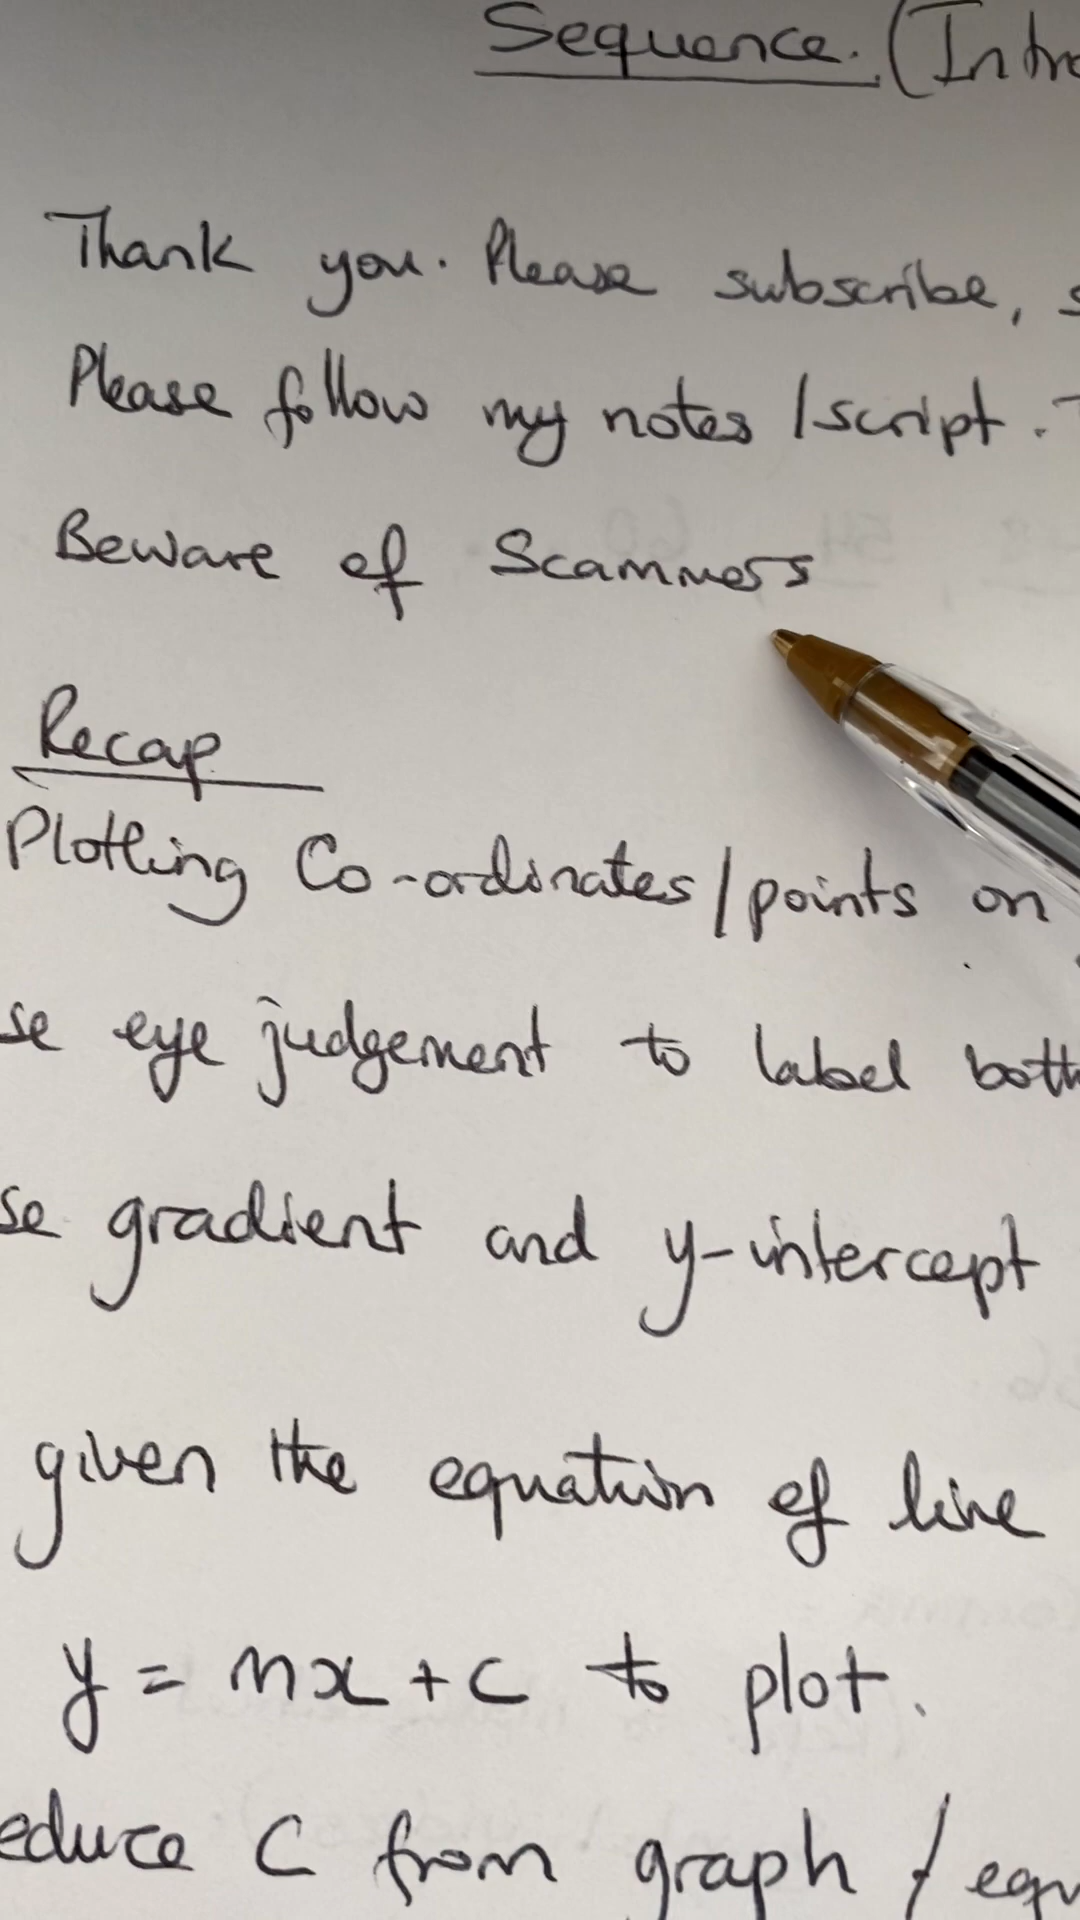 Sequence. (Intro
Thank you. Please subscribe, s
Please follow my notes / script.
Beware of Scammers
Recap
Plotting Co-ordinates / points on
se eye judgement to label both
se gradient and y-intercept
given the equation of line
y = mx + c to plot.
educe C from graph / equ